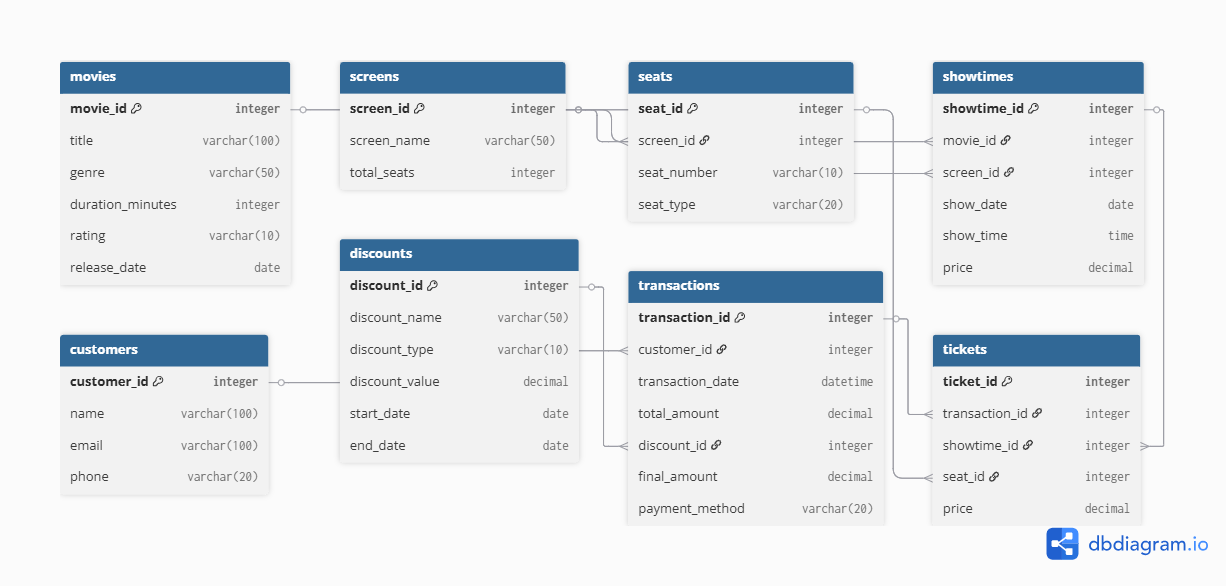 movies
movie_id integer
title varchar(100)
genre varchar(50)
duration_minutes integer
rating varchar(10)
release_date date
screens
screen_id integer
screen_name varchar(50)
total_seats integer
seats
seat_id integer
screen_id integer
seat_number varchar(10)
seat_type varchar(20)
showtimes
showtime_id integer
movie_id integer
screen_id integer
show_date date
show_time time
price decimal
customers
customer_id integer
name varchar(100)
email varchar(100)
phone varchar(20)
discounts
discount_id integer
discount_name varchar(50)
discount_type varchar(10)
discount_value decimal
start_date date
end_date date
transactions
transaction_id integer
customer_id integer
transaction_date datetime
total_amount decimal
discount_id integer
final_amount decimal
payment_method varchar(20)
tickets
ticket_id integer
transaction_id integer
showtime_id integer
seat_id integer
price decimal
dbdiagram.io